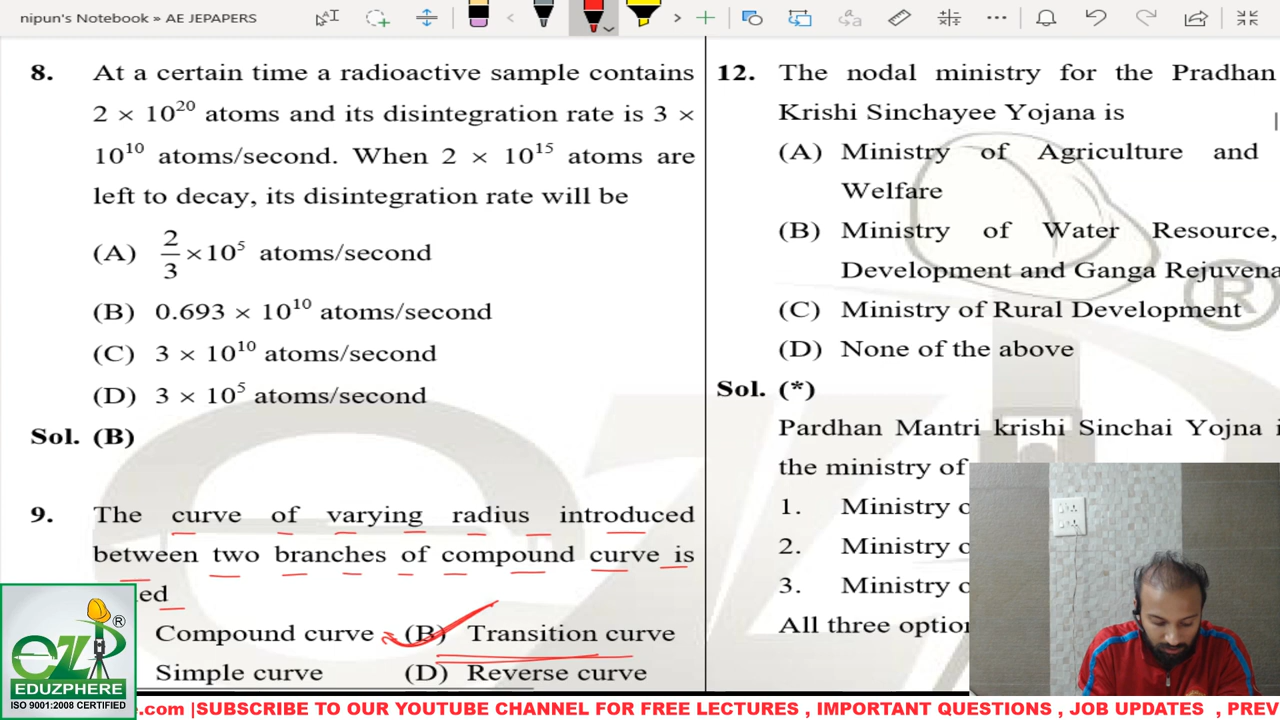 nipun's Notebook » AE JEPAPERS
8. At a certain time a radioactive sample contains
2 × 10²⁰ atoms and its disintegration rate is 3 ×
10¹⁰ atoms/second. When 2 × 10¹⁵ atoms are
left to decay, its disintegration rate will be
(A) 2/3 ×10⁵ atoms/second
(B) 0.693 × 10¹⁰ atoms/second
(C) 3 × 10¹⁰ atoms/second
(D) 3 × 10⁵ atoms/second
Sol. (B)
9. The curve of varying radius introduced
between two branches of compound curve is
ed
Compound curve (B) Transition curve
Simple curve (D) Reverse curve
12. The nodal ministry for the Pradhan
Krishi Sinchayee Yojana is
(A) Ministry of Agriculture and
Welfare
(B) Ministry of Water Resource,
Development and Ganga Rejuvena
(C) Ministry of Rural Development
(D) None of the above
Sol. (*)
Pardhan Mantri krishi Sinchai Yojna i
the ministry of
1. Ministry o
2. Ministry o
3. Ministry o
All three option
®
eZ
®
EDUZPHERE
ISO 9001:2008 CERTIFIED
e.com |SUBSCRIBE TO OUR YOUTUBE CHANNEL FOR FREE LECTURES , IMPORTANT QUESTIONS , JOB UPDATES , PREV